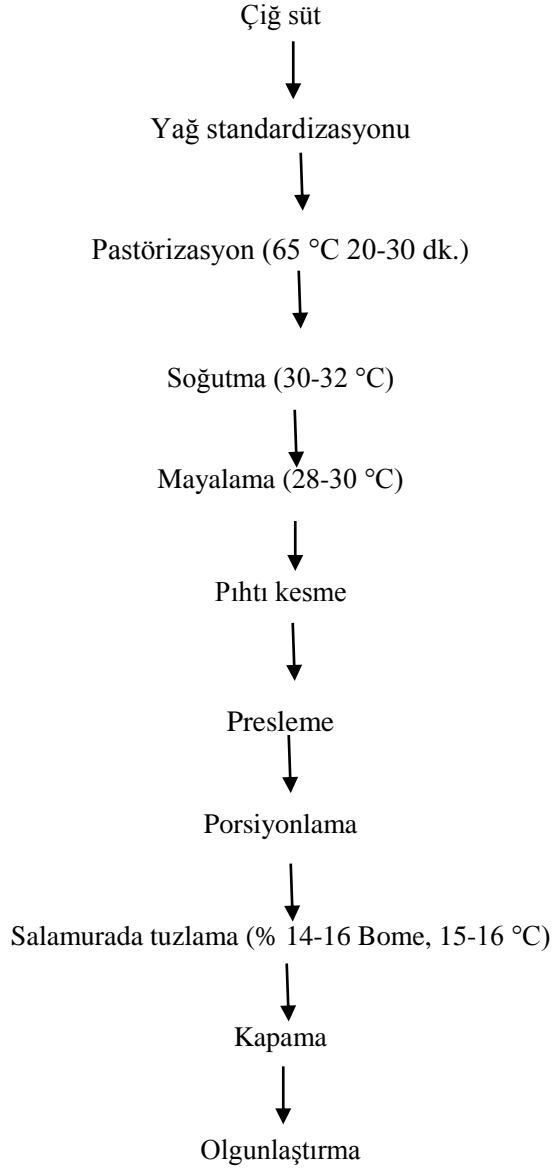 Çiğ süt
Yağ standardizasyonu
Pastörizasyon (65 °C 20-30 dk.)
Soğutma (30-32 °C)
Mayalama (28-30 °C)
Pıhtı kesme
Presleme
Porsiyonlama
Salamurada tuzlama (% 14-16 Bome, 15-16 °C)
Kapama
Olgunlaştırma